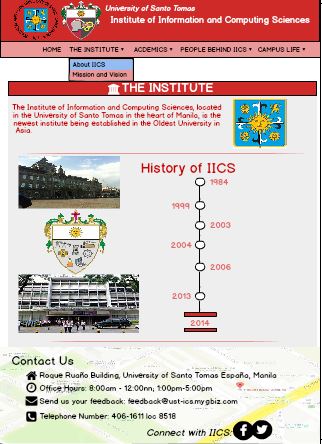 University of Santo Tomas
Institute of Information and Computing Sciences
HOME THE INSTITUTE ACDEMICS PEOPLE BEHIND IICS CAMPUS LIFE
About IICS
Mission and Vision
THE INSTITUTE
The Institute of Information and Computing Sciences, located
in the University of Santo Tomas in the heart of Manila, is the
newest institute being established in the Oldest University in
Asia.
History of IICS
1984
1999
2003
2004
2006
2013
2014
Contact Us
Roque Ruaño Building, University of Santo Tomas España, Manila
Office Hours: 8:00am - 12:00nn, 1:00pm-5:00pm
Send us your feedback: feedback@ust-ics.mygbiz.com
Telephone Number: 406-1611 loc 8518
Connect with IICS: